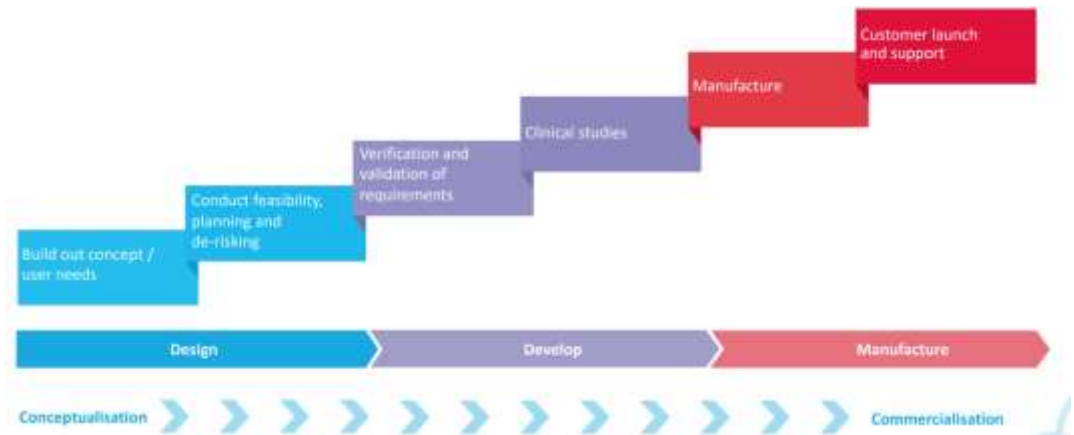 Customer launch
and support
Manufacture
Clinical studies
Verification and
validation of
requirements
Conduct feasibility,
planning and
de-risking
Build out concept /
user needs
Design
Develop
Manufacture
Conceptualisation
Commercialisation